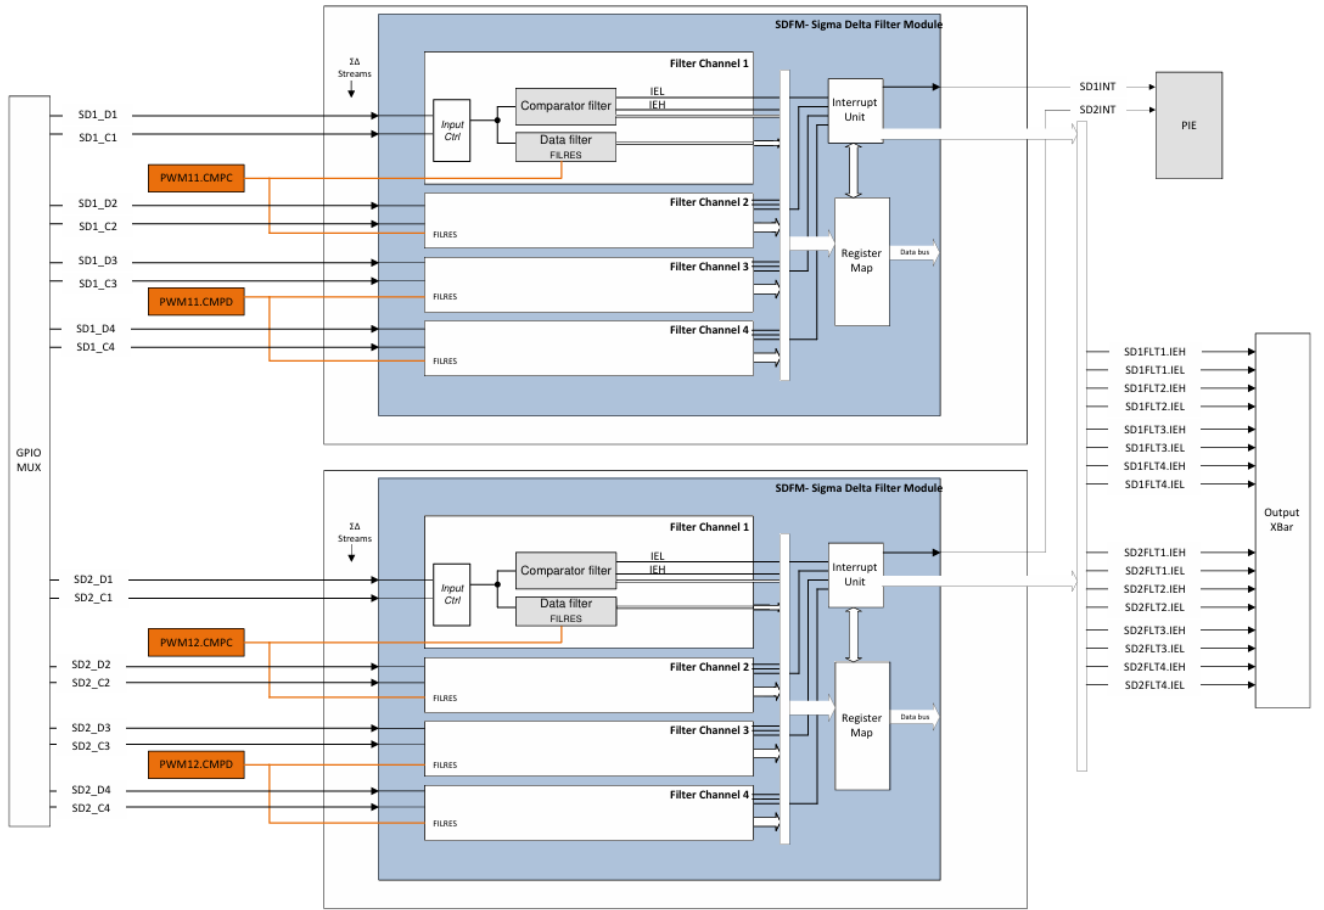 SDFM- Sigma Delta Filter Module
ΣΔ
Streams
Filter Channel 1
SD1_D1
SD1_C1
Input
Ctrl
Comparator filter
IEL
IEH
Data filter
FILRES
Interrupt
Unit
SD1INT
SD2INT
PIE
PWM11.CMPC
SD1_D2
SD1_C2
Filter Channel 2
FILRES
SD1_D3
SD1_C3
Filter Channel 3
FILRES
Register
Map
Data bus
PWM11.CMPD
SD1_D4
SD1_C4
Filter Channel 4
FILRES
GPIO
MUX
SD1FLT1.IEH
SD1FLT1.IEL
SD1FLT2.IEH
SD1FLT2.IEL
SD1FLT3.IEH
SD1FLT3.IEL
SD1FLT4.IEH
SD1FLT4.IEL
Output
XBar
SDFM- Sigma Delta Filter Module
ΣΔ
Streams
Filter Channel 1
SD2_D1
SD2_C1
Input
Ctrl
Comparator filter
IEL
IEH
Data filter
FILRES
Interrupt
Unit
PWM12.CMPC
SD2_D2
SD2_C2
Filter Channel 2
FILRES
SD2_D3
SD2_C3
Filter Channel 3
FILRES
Register
Map
Data bus
PWM12.CMPD
SD2_D4
SD2_C4
Filter Channel 4
FILRES
SD2FLT1.IEH
SD2FLT1.IEL
SD2FLT2.IEH
SD2FLT2.IEL
SD2FLT3.IEH
SD2FLT3.IEL
SD2FLT4.IEH
SD2FLT4.IEL